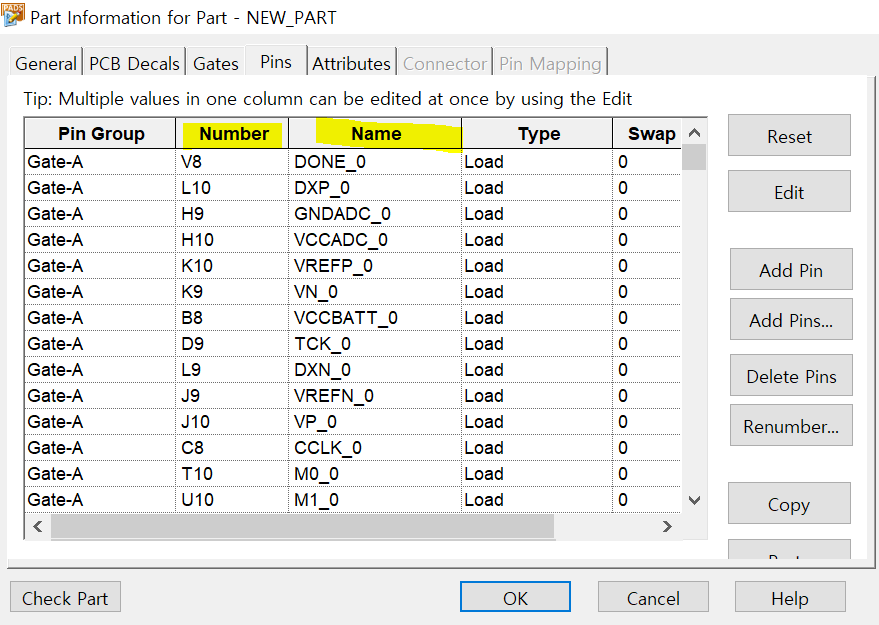 PADS
Part Information for Part - NEW_PART
General PCB Decals Gates Pins Attributes Connector Pin Mapping
Tip: Multiple values in one column can be edited at once by using the Edit
Pin Group Number Name Type Swap
Gate-A V8 DONE_0 Load 0
Gate-A L10 DXP_0 Load 0
Gate-A H9 GNDADC_0 Load 0
Gate-A H10 VCCADC_0 Load 0
Gate-A K10 VREFP_0 Load 0
Gate-A K9 VN_0 Load 0
Gate-A B8 VCCBATT_0 Load 0
Gate-A D9 TCK_0 Load 0
Gate-A L9 DXN_0 Load 0
Gate-A J9 VREFN_0 Load 0
Gate-A J10 VP_0 Load 0
Gate-A C8 CCLK_0 Load 0
Gate-A T10 M0_0 Load 0
Gate-A U10 M1_0 Load 0
Reset
Edit
Add Pin
Add Pins...
Delete Pins
Renumber...
Copy
Check Part OK Cancel Help